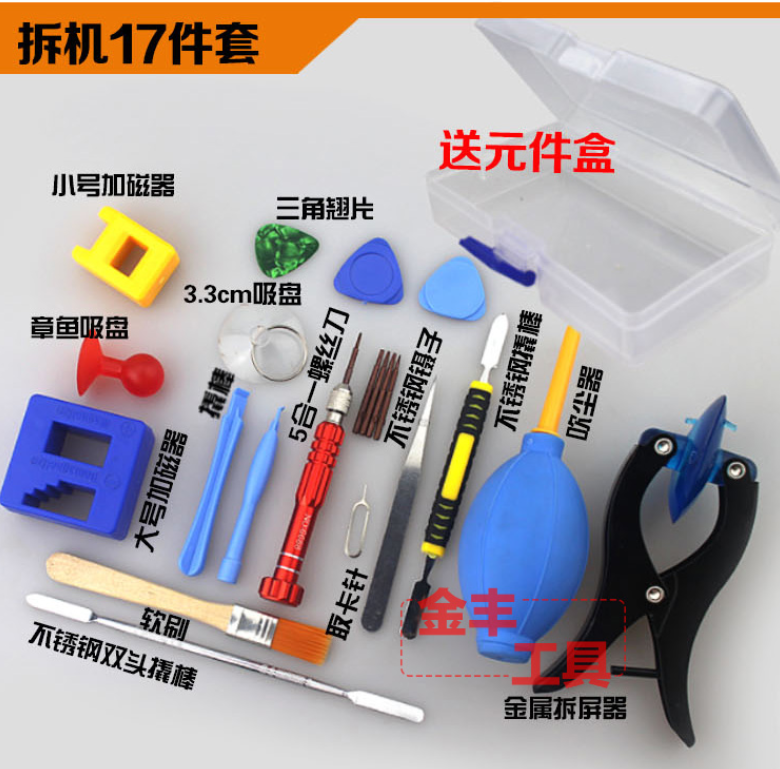 拆机17件套
送元件盒
小号加磁器
三角翘片
3.3cm吸盘
章鱼吸盘
5合一螺丝刀
不锈钢镊子
不锈钢撬棒
吹尘器
撬棒
大号加磁器
取卡针
软刷
不锈钢双头撬棒
金丰
工具
金属拆屏器